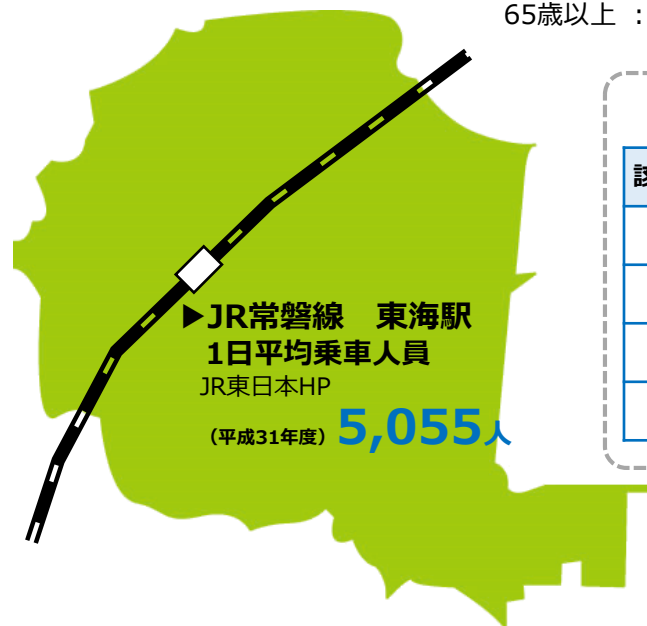 65歳以上 :
該
▶JR常磐線 東海駅
1日平均乗車人員
JR東日本HP
（平成31年度） 5,055人